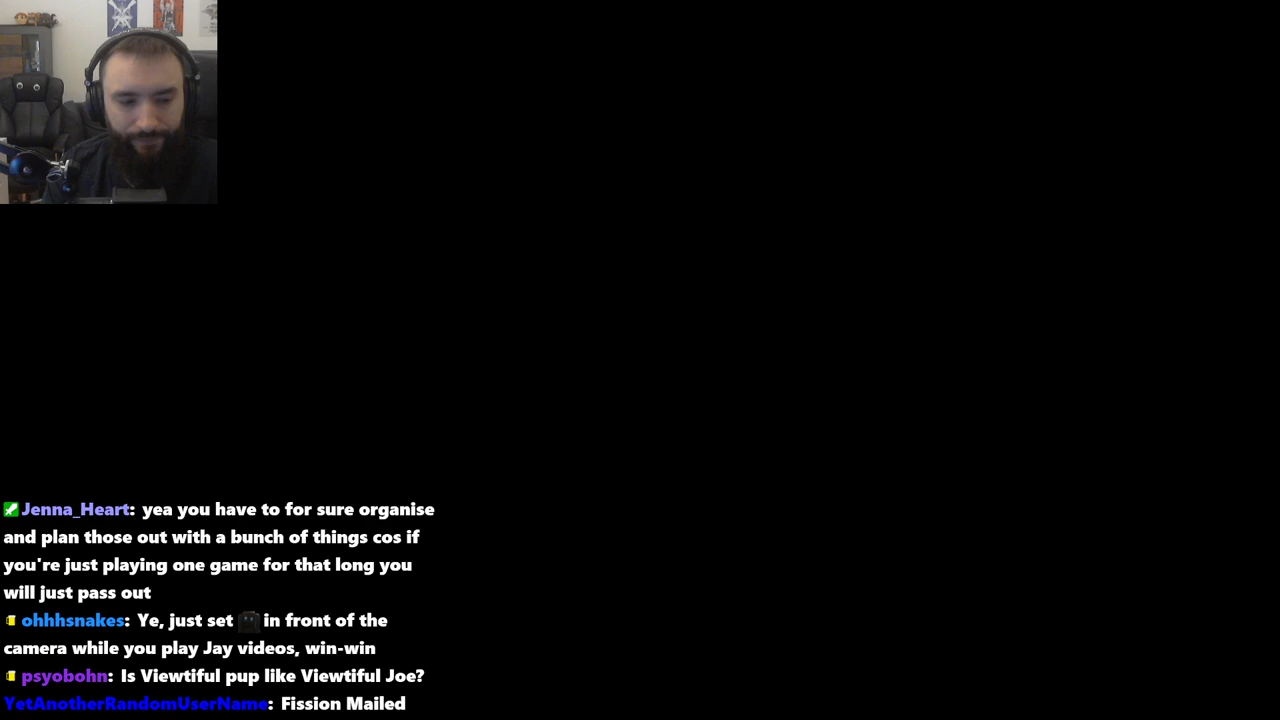 Jenna_Heart: yea you have to for sure organise
and plan those out with a bunch of things cos if
you're just playing one game for that long you
will just pass out
ohhhsnakes: Ye, just set in front of the
camera while you play Jay videos, win-win
psyobohn: Is Viewtiful pup like Viewtiful Joe?
YetAnotherRandomUserName: Fission Mailed